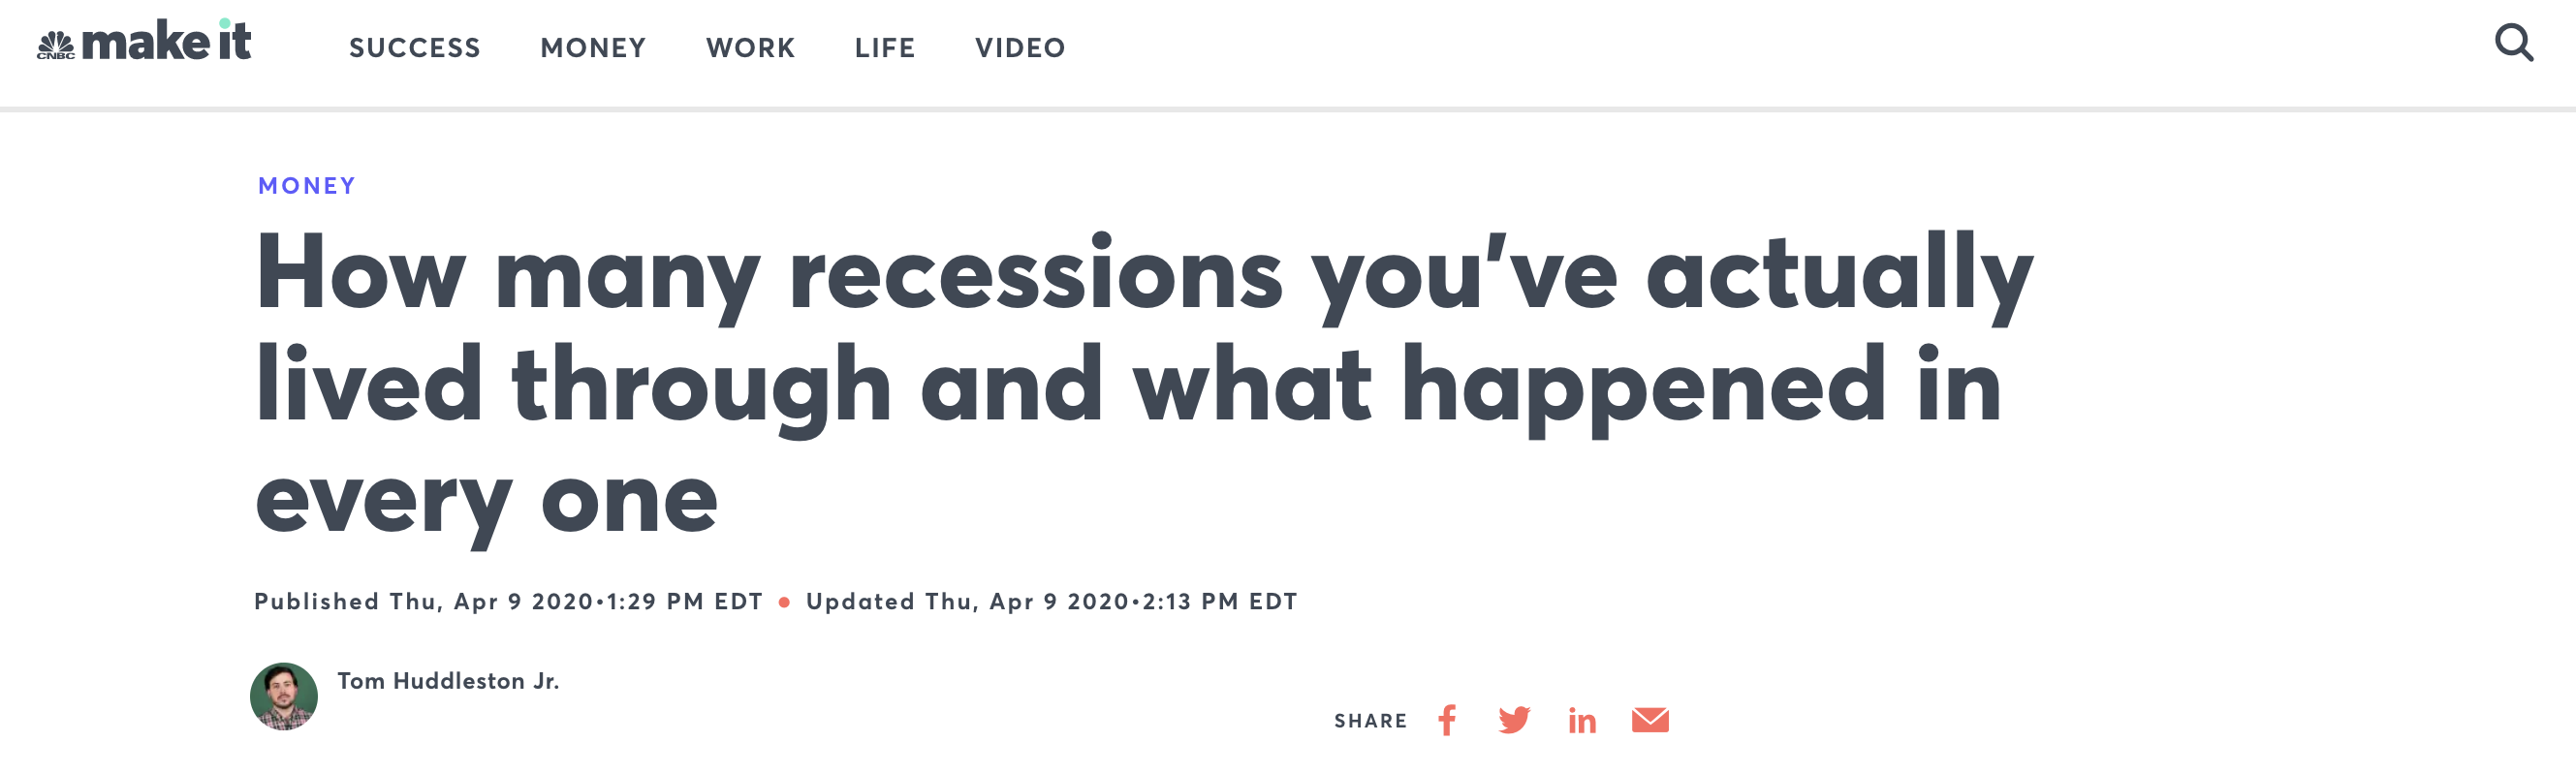 CNBC make it SUCCESS MONEY WORK LIFE VIDEO
MONEY
How many recessions you've actually
lived through and what happened in
every one
Published Thu, Apr 9 2020•1:29 PM EDT • Updated Thu, Apr 9 2020•2:13 PM EDT
Tom Huddleston Jr.
SHARE